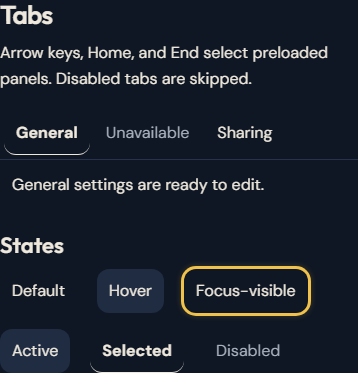 Tabs
Arrow keys, Home, and End select preloaded
panels. Disabled tabs are skipped.
General Unavailable Sharing
General settings are ready to edit.
States
Default Hover Focus-visible
Active Selected Disabled